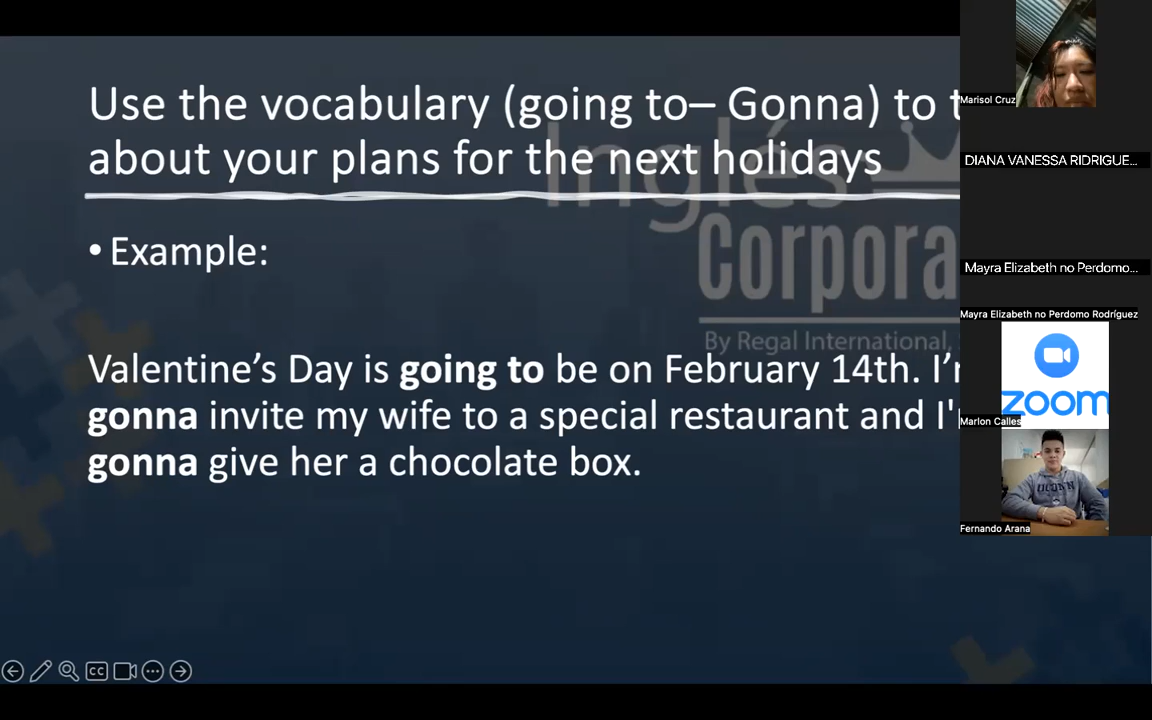 Use the vocabulary (going to– Gonna) to
about your plans for the next holidays
• Example:
Valentine’s Day is going to be on February 14th. I’
gonna invite my wife to a special restaurant and I'
gonna give her a chocolate box.
Inglés
Corpora
By Regal International,
CC
Marisol Cruz
DIANA VANESSA RIDRIGUE...
Mayra Elizabeth no Perdomo...
Mayra Elizabeth no Perdomo Rodríguez
zoom
Marlon Calles
UCONN
Fernando Arana